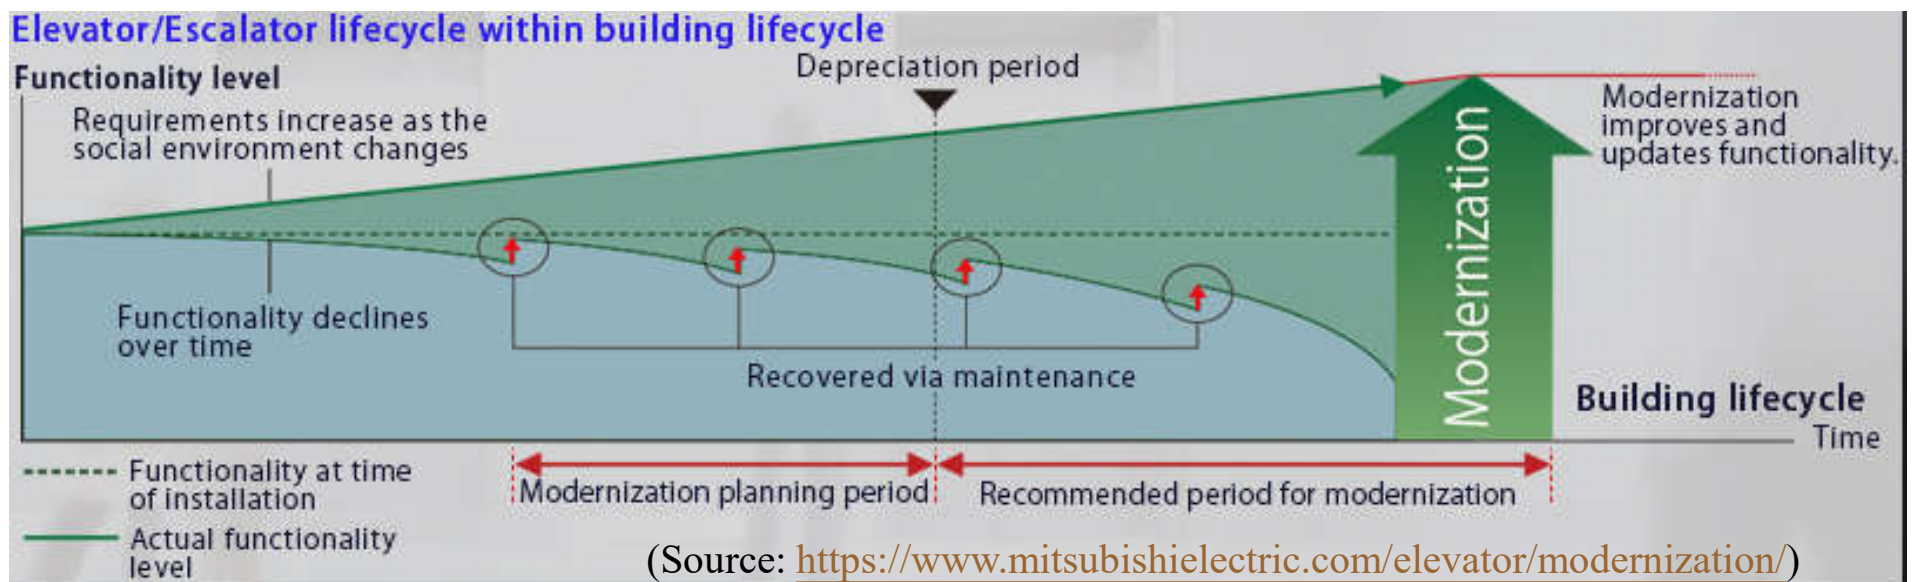 Elevator/Escalator lifecycle within building lifecycle
Functionality level
Depreciation period
Requirements increase as the
social environment changes
Modernization
improves and
updates functionality.
Modernization
Functionality declines
over time
Recovered via maintenance
Building lifecycle
Time
Functionality at time
of installation
Modernization planning period
Recommended period for modernization
Actual functionality
level
(Source: https://www.mitsubishielectric.com/elevator/modernization/)